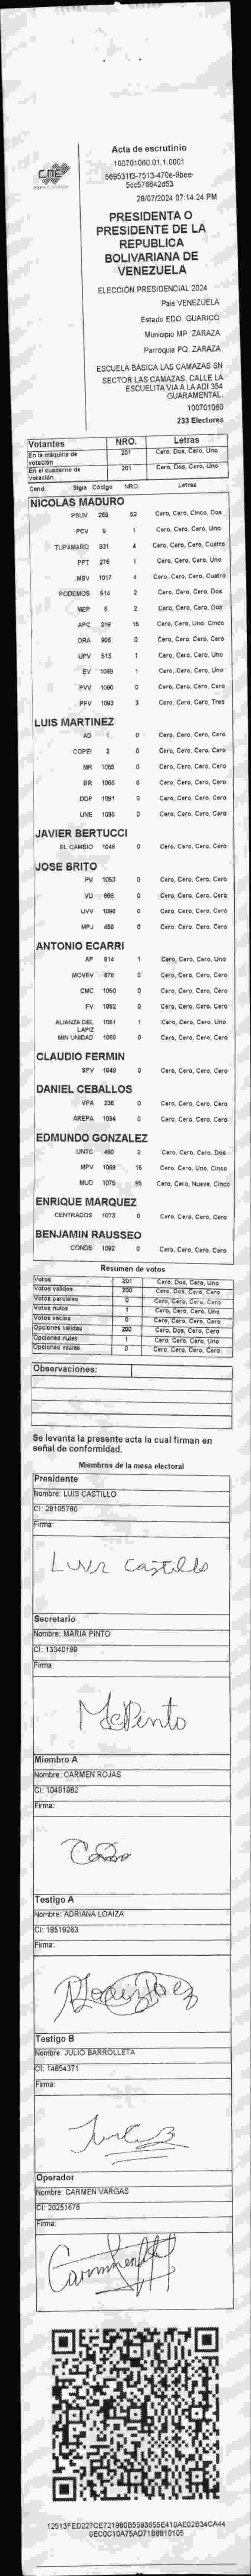 CNE
Acta de escrutinio
100701060.01.1.0001
569531f3-7513-470e-9bee-
5cc576642d53
28/07/2024 07:14:24 PM
PRESIDENTA O
PRESIDENTE DE LA
REPUBLICA
BOLIVARIANA DE
VENEZUELA
ELECCIÓN PRESIDENCIAL 2024
País VENEZUELA
Estado EDO. GUARICO
Municipio MP. ZARAZA
Parroquia PQ. ZARAZA
ESCUELA BÁSICA LAS CAMAZAS SN
SECTOR LAS CAMAZAS. CALLE LA
ESCUELITA VIA A LA ADI 354
GUARAMENTAL.
100701060
233 Electores
Votantes NRO. Letras
En la máquina de votación 201 Cero, Dos, Cero, Uno
En el cuaderno de votación 201 Cero, Dos, Cero, Uno
Cand. Sigla Código NRO. Letras
NICOLAS MADURO
PSUV 269 52 Cero, Cero, Cinco, Dos
PCV 9 1 Cero, Cero, Cero, Uno
TUPAMARO 931 4 Cero, Cero, Cero, Cuatro
PPT 276 1 Cero, Cero, Cero, Uno
MSV 1017 4 Cero, Cero, Cero, Cuatro
PODEMOS 514 2 Cero, Cero, Cero, Dos
MEP 6 2 Cero, Cero, Cero, Dos
APC 219 15 Cero, Cero, Uno, Cinco
ORA 906 0 Cero, Cero, Cero, Cero
UPV 513 1 Cero, Cero, Cero, Uno
EV 1089 1 Cero, Cero, Cero, Uno
PVV 1090 0 Cero, Cero, Cero, Cero
PFV 1093 3 Cero, Cero, Cero, Tres
LUIS MARTINEZ
AD 1 0 Cero, Cero, Cero, Cero
COPEI 2 0 Cero, Cero, Cero, Cero
MR 1065 0 Cero, Cero, Cero, Cero
BR 1066 0 Cero, Cero, Cero, Cero
DDP 1091 0 Cero, Cero, Cero, Cero
UNE 1096 0 Cero, Cero, Cero, Cero
JAVIER BERTUCCI
EL CAMBIO 1049 0 Cero, Cero, Cero, Cero
JOSE BRITO
PV 1053 0 Cero, Cero, Cero, Cero
VU 999 0 Cero, Cero, Cero, Cero
UVV 1098 0 Cero, Cero, Cero, Cero
MPJ 458 0 Cero, Cero, Cero, Cero
ANTONIO ECARRI
AP 814 1 Cero, Cero, Cero, Uno
MOVEV 879 0 Cero, Cero, Cero, Cero
CMC 1050 0 Cero, Cero, Cero, Cero
FV 1062 0 Cero, Cero, Cero, Cero
ALIANZA DEL LAPIZ 1051 1 Cero, Cero, Cero, Uno
MIN UNIDAD 1068 0 Cero, Cero, Cero, Cero
CLAUDIO FERMIN
SPV 1048 0 Cero, Cero, Cero, Cero
DANIEL CEBALLOS
VPA 236 0 Cero, Cero, Cero, Cero
AREPA 1094 0 Cero, Cero, Cero, Cero
EDMUNDO GONZALEZ
UNTC 460 2 Cero, Cero, Cero, Dos
MPV 1069 15 Cero, Cero, Uno, Cinco
MUD 1075 95 Cero, Cero, Nueve, Cinco
ENRIQUE MARQUEZ
CENTRADOS 1073 0 Cero, Cero, Cero, Cero
BENJAMIN RAUSSEO
CONDE 1092 0 Cero, Cero, Cero, Cero
Resumen de votos
Votos 201 Cero, Dos, Cero, Uno
Votos válidos 200 Cero, Dos, Cero, Cero
Votos parciales 0 Cero, Cero, Cero, Cero
Votos nulos 1 Cero, Cero, Cero, Uno
Votos vacíos 0 Cero, Cero, Cero, Cero
Opciones válidas 200 Cero, Dos, Cero, Cero
Opciones nulas 1 Cero, Cero, Cero, Uno
Opciones vacías 0 Cero, Cero, Cero, Cero
Observaciones:
Se levanta la presente acta la cual firman en
señal de conformidad.
Miembros de la mesa electoral
Presidente
Nombre: LUIS CASTILLO
CI: 28105780
Firma:
Luis Castillo
Secretario
Nombre: MARIA PINTO
CI: 13340199
Firma:
McPinto
Miembro A
Nombre: CARMEN ROJAS
CI: 10491982
Firma:
Testigo A
Nombre: ADRIANA LOAIZA
CI: 18519263
Firma:
Testigo B
Nombre: JULIO BARROLLETA
CI: 14854371
Firma:
Operador
Nombre: CARMEN VARGAS
CI: 20251676
Firma:
12513FED227CE721980B5593655E410AE02B34CA44
0EC0C10A75AD71B8910105